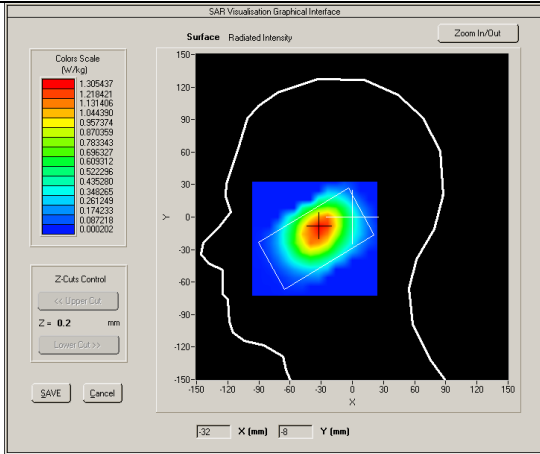 SAR Visualisation Graphical Interface
Surface Radiated Intensity
Zoom In/Out
Colors Scale
(W/kg)
1.305437
1.218421
1.131406
1.044390
0.957374
0.870359
0.783343
0.696327
0.609312
0.522296
0.435280
0.348265
0.261249
0.174233
0.087218
0.000202
150
120
90
60
30
0
-30
-60
-90
-120
-150
Y
-150 -120 -90 -60 -30 0 30 60 90 120 150
X
Z-Cuts Control
<< Upper Cut
Z = 0.2 mm
Lower Cut >>
SAVE Cancel
-32 X (mm) -8 Y (mm)